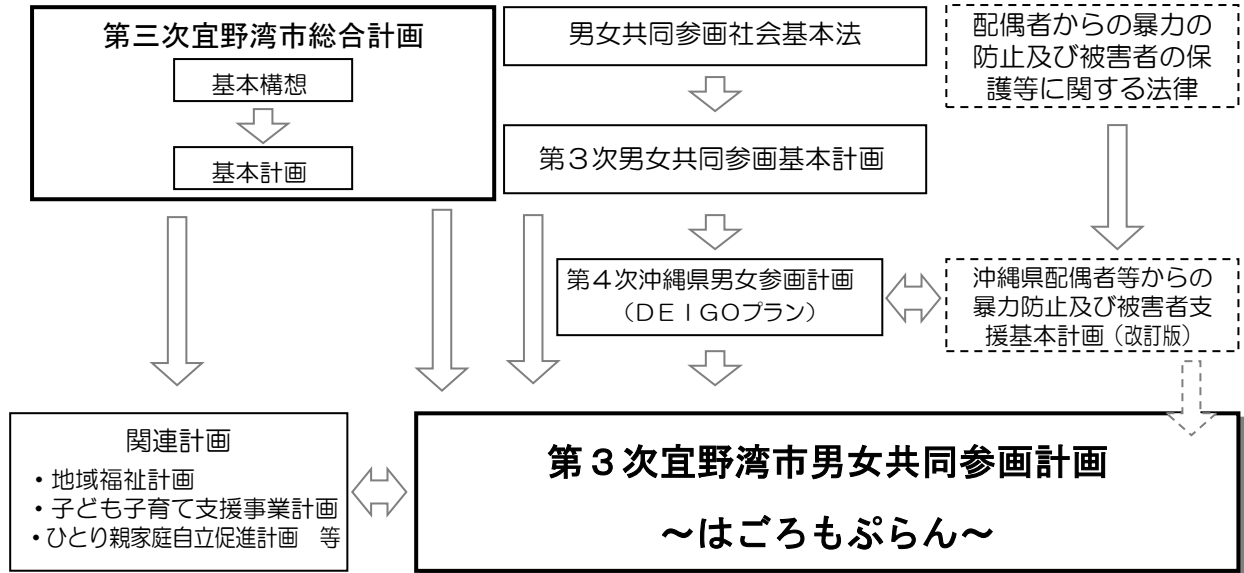 第三次宜野湾市総合計画
基本構想
基本計画
男女共同参画社会基本法
第3次男女共同参画基本計画
第4次沖縄県男女参画計画
(DEIGOプラン)
配偶者からの暴力の
防止及び被害者の保
護等に関する法律
沖縄県配偶者等からの
暴力防止及び被害者支
援基本計画(改訂版)
関連計画
・地域福祉計画
・子ども子育て支援事業計画
・ひとり親家庭自立促進計画 等
第3次宜野湾市男女共同参画計画
~はごろもぷらん~